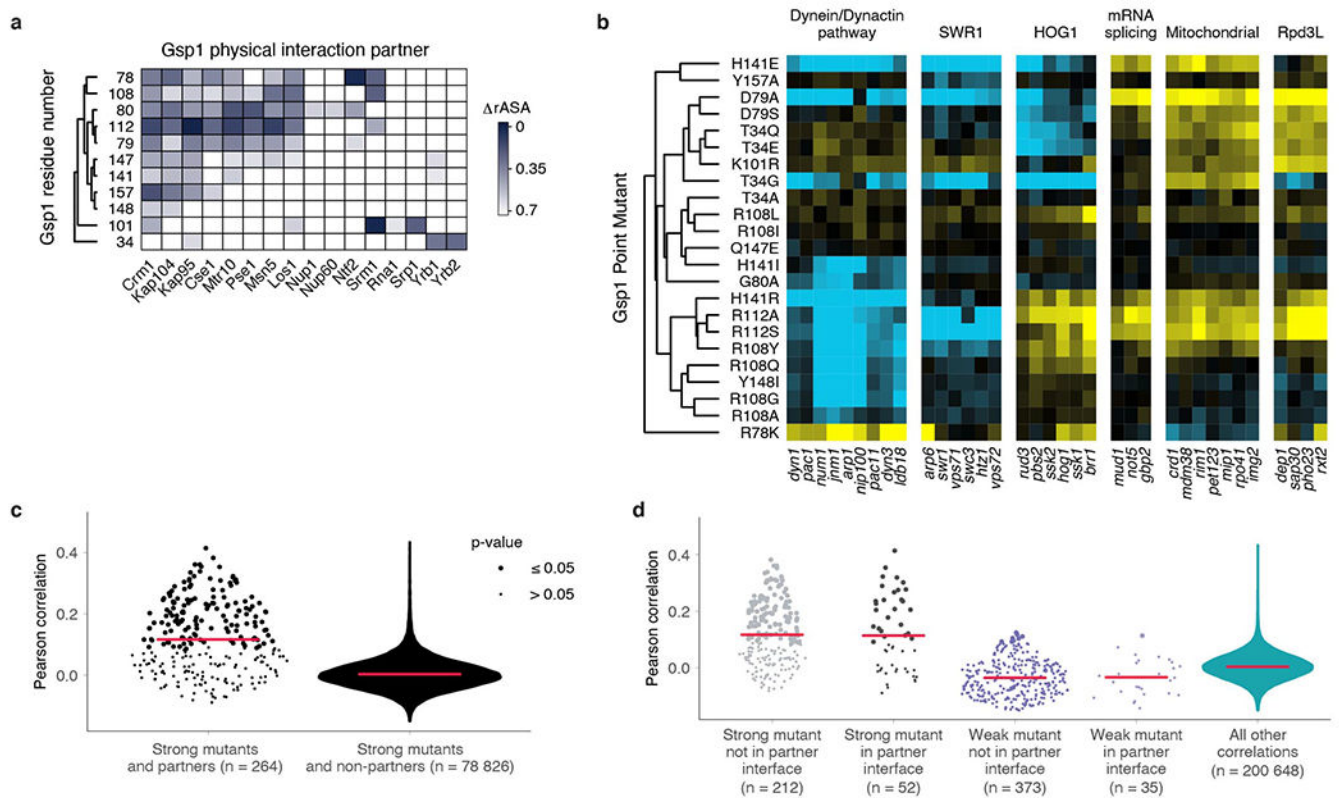 a
Gsp1 physical interaction partner
Gsp1 residue number
78
108
80
112
79
147
141
157
148
101
34
Crm1
Kap104
Kap95
Cse1
Mtr10
Pse1
Msn5
Los1
Nup1
Nup60
Ntf2
Srm1
Rna1
Srp1
Yrb1
Yrb2
ΔrASA
0
0.35
0.7
b
Dynein/Dynactin
pathway
SWR1
HOG1
mRNA
splicing
Mitochondrial
Rpd3L
Gsp1 Point Mutant
H141E
Y157A
D79A
D79S
T34Q
T34E
K101R
T34G
T34A
R108L
R108I
Q147E
H141I
G80A
H141R
R112A
R112S
R108Y
R108Q
Y148I
R108G
R108A
R78K
dyn1
pac1
num1
jnm1
arp1
nip100
pac11
dyn3
ldb18
arp6
swr1
vps71
swc3
htz1
vps72
rud3
pbs2
ssk2
hog1
ssk1
brr1
mud1
not5
gbp2
crd1
mdm38
rim1
pet123
mip1
rpo41
img2
dep1
sap30
pho23
rxt2
c
Pearson correlation
0.4
0.2
0.0
p-value
≤ 0.05
> 0.05
Strong mutants
and partners (n = 264)
Strong mutants
and non-partners (n = 78 826)
d
Pearson correlation
0.4
0.2
0.0
Strong mutant
not in partner
interface
(n = 212)
Strong mutant
in partner
interface
(n = 52)
Weak mutant
not in partner
interface
(n = 373)
Weak mutant
in partner
interface
(n = 35)
All other
correlations
(n = 200 648)